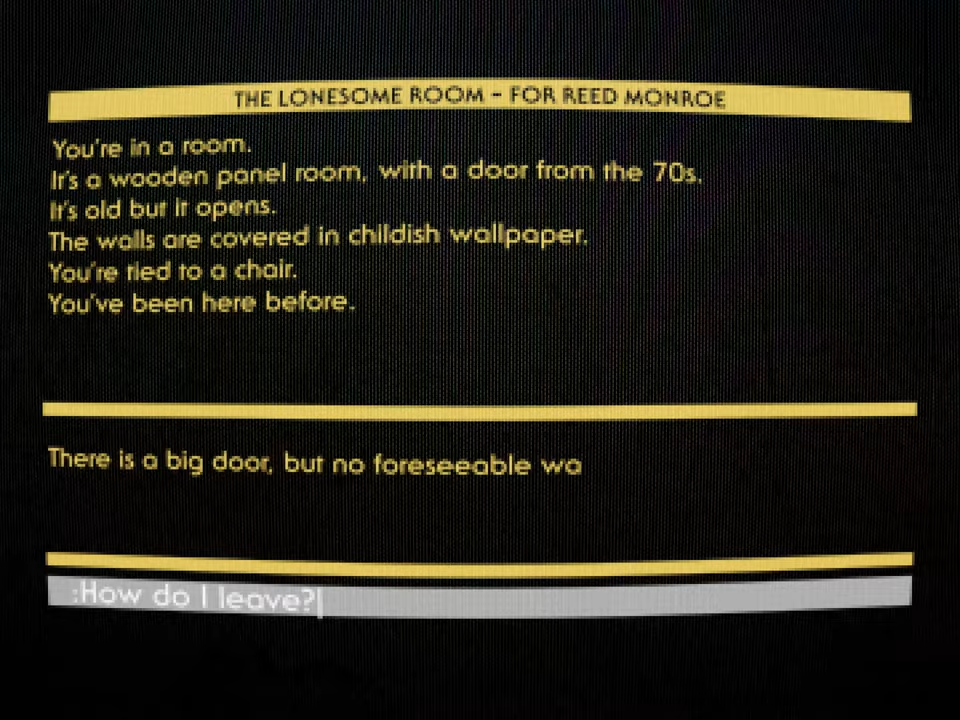 THE LONESOME ROOM - FOR REED MONROE
You're in a room.
It's a wooden panel room, with a door from the 70s.
It's old but it opens.
The walls are covered in childish wallpaper.
You're tied to a chair.
You've been here before.
There is a big door, but no foreseeable wa
:How do I leave?